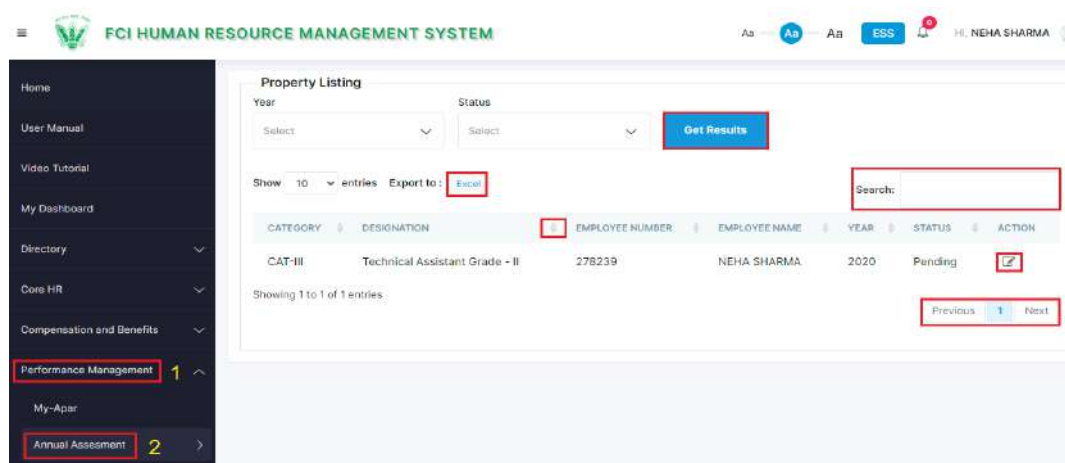 FCI HUMAN RESOURCE MANAGEMENT SYSTEM
Aa Aa Aa ESS 0 Hi, NEHA SHARMA
Home
User Manual
Video Tutorial
My Dashboard
Directory
Core HR
Compensation and Benefits
Performance Management 1
My-Apar
Annual Assesment 2
Property Listing
Year Status
Select Select Get Results
Show 10 entries Export to : Excel
Search:
CATEGORY DESIGNATION EMPLOYEE NUMBER EMPLOYEE NAME YEAR STATUS ACTION
CAT-III Technical Assistant Grade - II 278239 NEHA SHARMA 2020 Pending
Showing 1 to 1 of 1 entries
Previous 1 Next